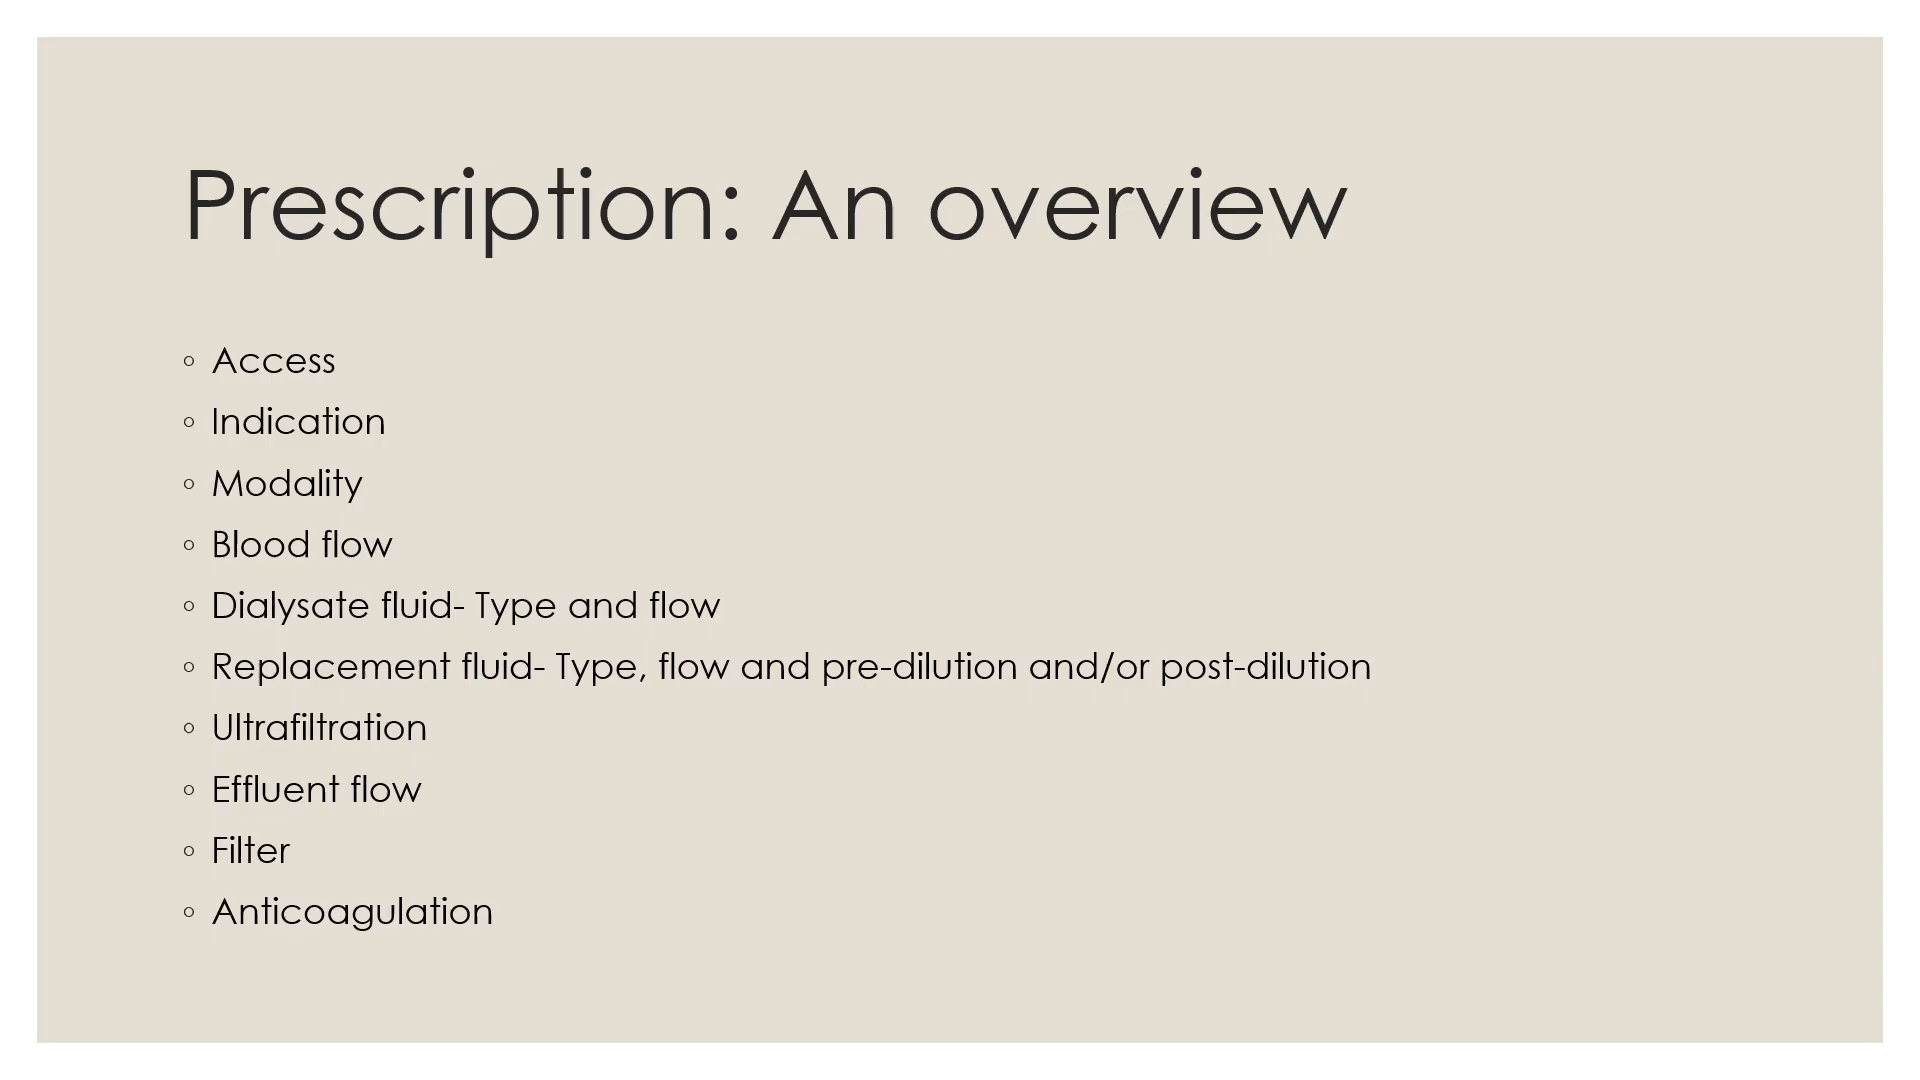 Prescription: An overview
◦ Access
◦ Indication
◦ Modality
◦ Blood flow
◦ Dialysate fluid- Type and flow
◦ Replacement fluid- Type, flow and pre-dilution and/or post-dilution
◦ Ultrafiltration
◦ Effluent flow
◦ Filter
◦ Anticoagulation